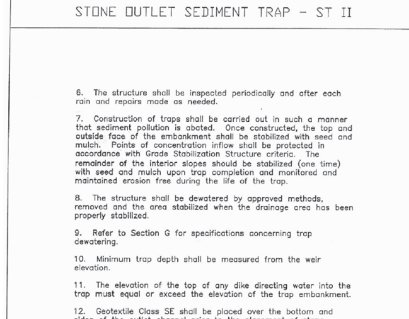 STONE OUTLET SEDIMENT TRAP - ST II
6. The structure shall be inspected periodically and after each
rain and repairs made as needed.
7. Construction of traps shall be carried out in such a manner
that sediment pollution is abated. Once constructed, the top and
outside face of the embankment shall be stabilized with seed and
mulch. Points of concentration inflow shall be protected in
accordance with Grade Stabilization Structure criteria. The
remainder of the interior slopes should be stabilized (one time)
with seed and mulch upon trap completion and monitored and
maintained erosion free during the life of the trap.
8. The structure shall be dewatered by approved methods,
removed and the area stabilized when the drainage area has been
properly stabilized.
9. Refer to Section G for specifications concerning trap
dewatering.
10. Minimum trap depth shall be measured from the weir
elevation.
11. The elevation of the top of any dike directing water into the
trap must equal or exceed the elevation of the trap embankment.
12. Geotextile Class SE shall be placed over the bottom and